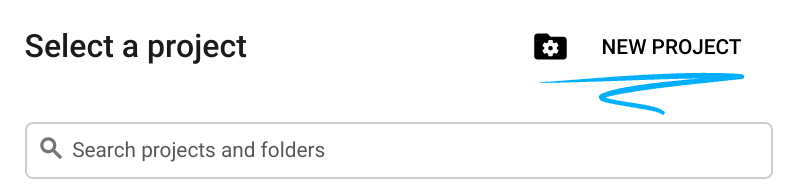 Select a project
NEW PROJECT
Search projects and folders